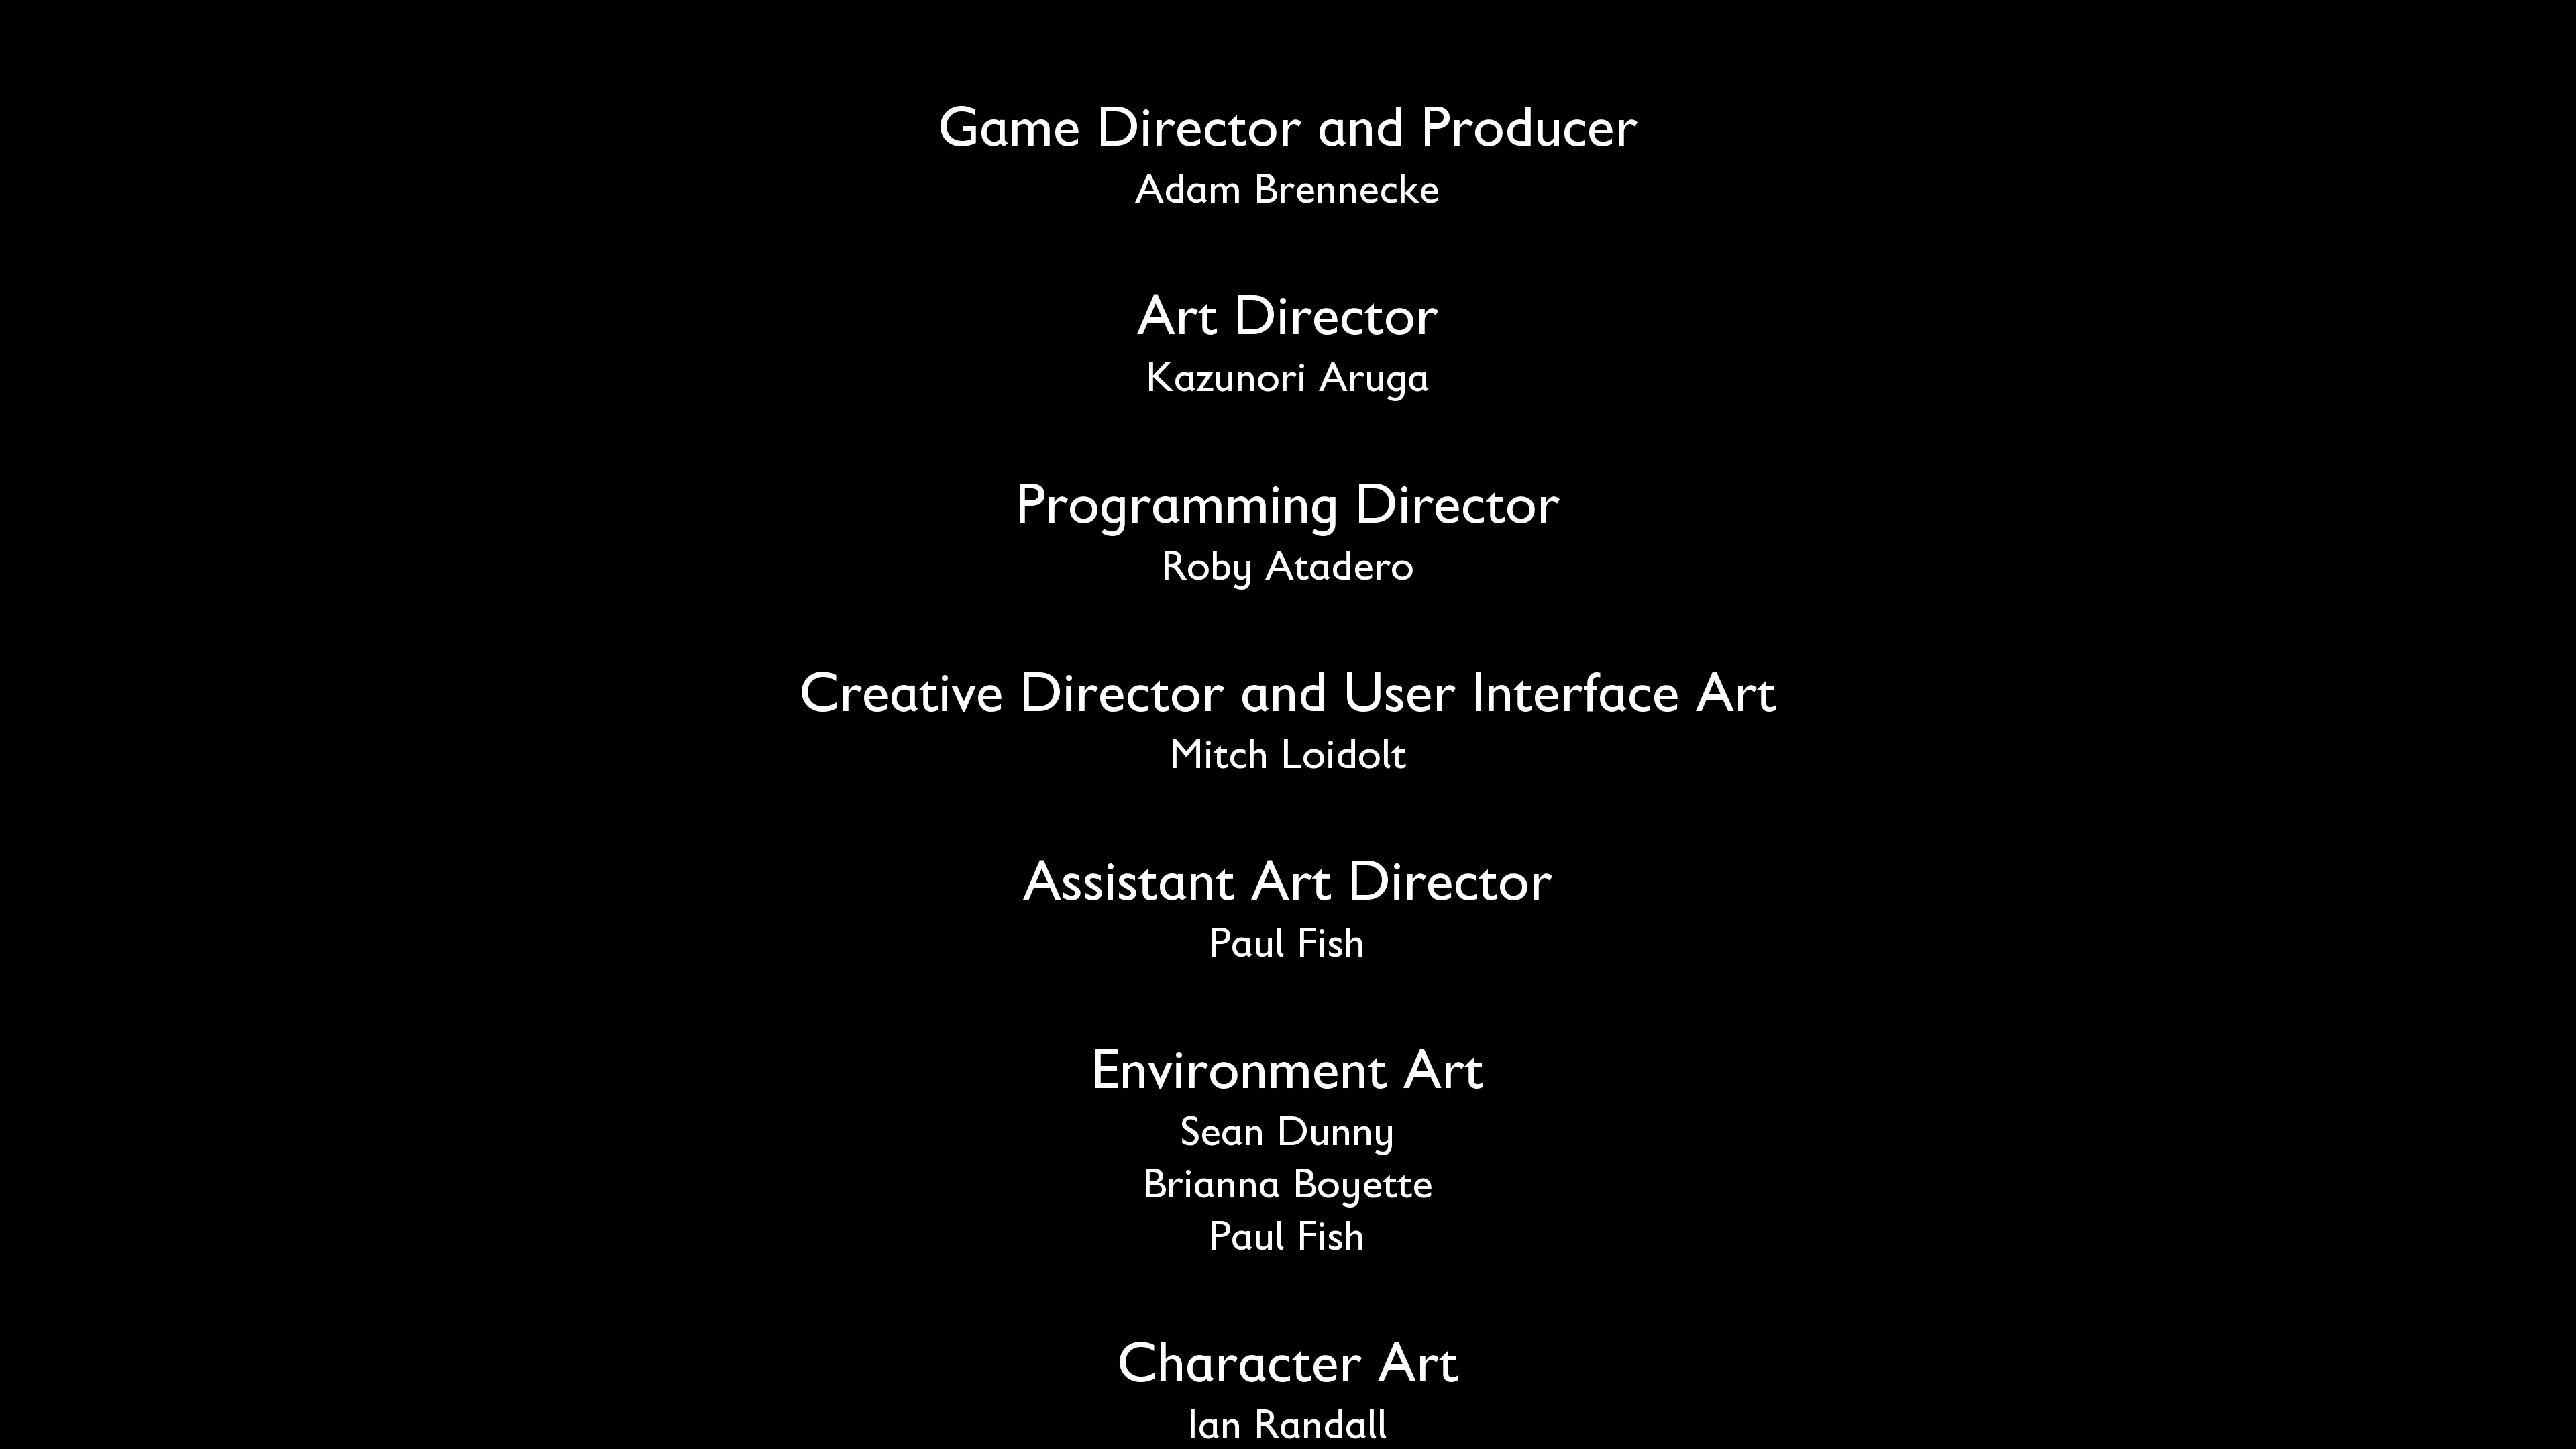 Game Director and Producer
Adam Brennecke
Art Director
Kazunori Aruga
Programming Director
Roby Atadero
Creative Director and User Interface Art
Mitch Loidolt
Assistant Art Director
Paul Fish
Environment Art
Sean Dunny
Brianna Boyette
Paul Fish
Character Art
Ian Randall